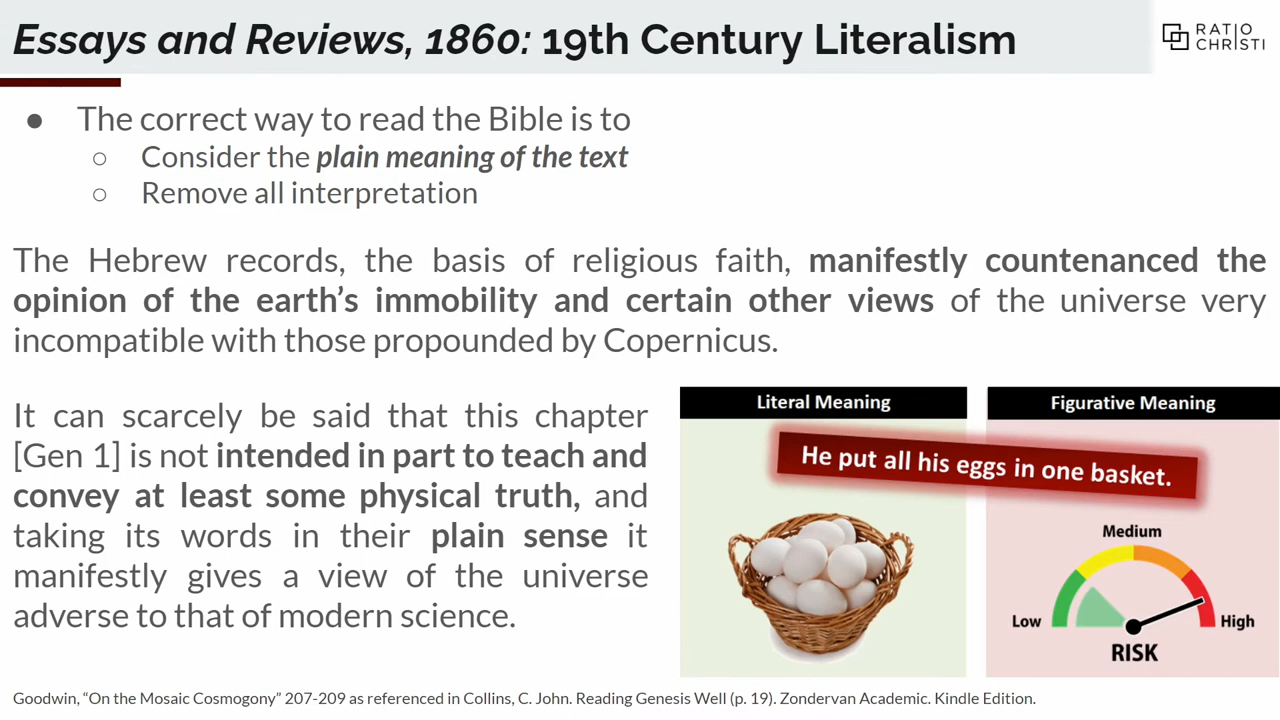 Essays and Reviews, 1860: 19th Century Literalism
RATIO
CHRISTI
● The correct way to read the Bible is to
○ Consider the plain meaning of the text
○ Remove all interpretation
The Hebrew records, the basis of religious faith, manifestly countenanced the
opinion of the earth’s immobility and certain other views of the universe very
incompatible with those propounded by Copernicus.
It can scarcely be said that this chapter
[Gen 1] is not intended in part to teach and
convey at least some physical truth, and
taking its words in their plain sense it
manifestly gives a view of the universe
adverse to that of modern science.
Literal Meaning
Figurative Meaning
He put all his eggs in one basket.
Medium
Low
High
RISK
Goodwin, “On the Mosaic Cosmogony” 207-209 as referenced in Collins, C. John. Reading Genesis Well (p. 19). Zondervan Academic. Kindle Edition.